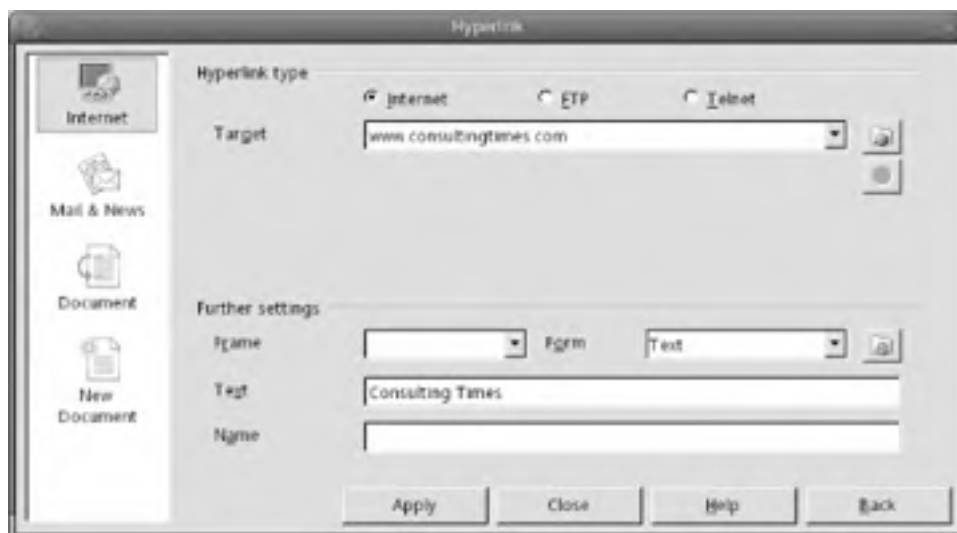 Hyperlink
Internet
Mail & News
Document
New
Document
Hyperlink type
Internet FTP Telnet
Target www.consultingtimes.com
Further settings
Frame Form Text
Text Consulting Times
Name
Apply Close Help Back